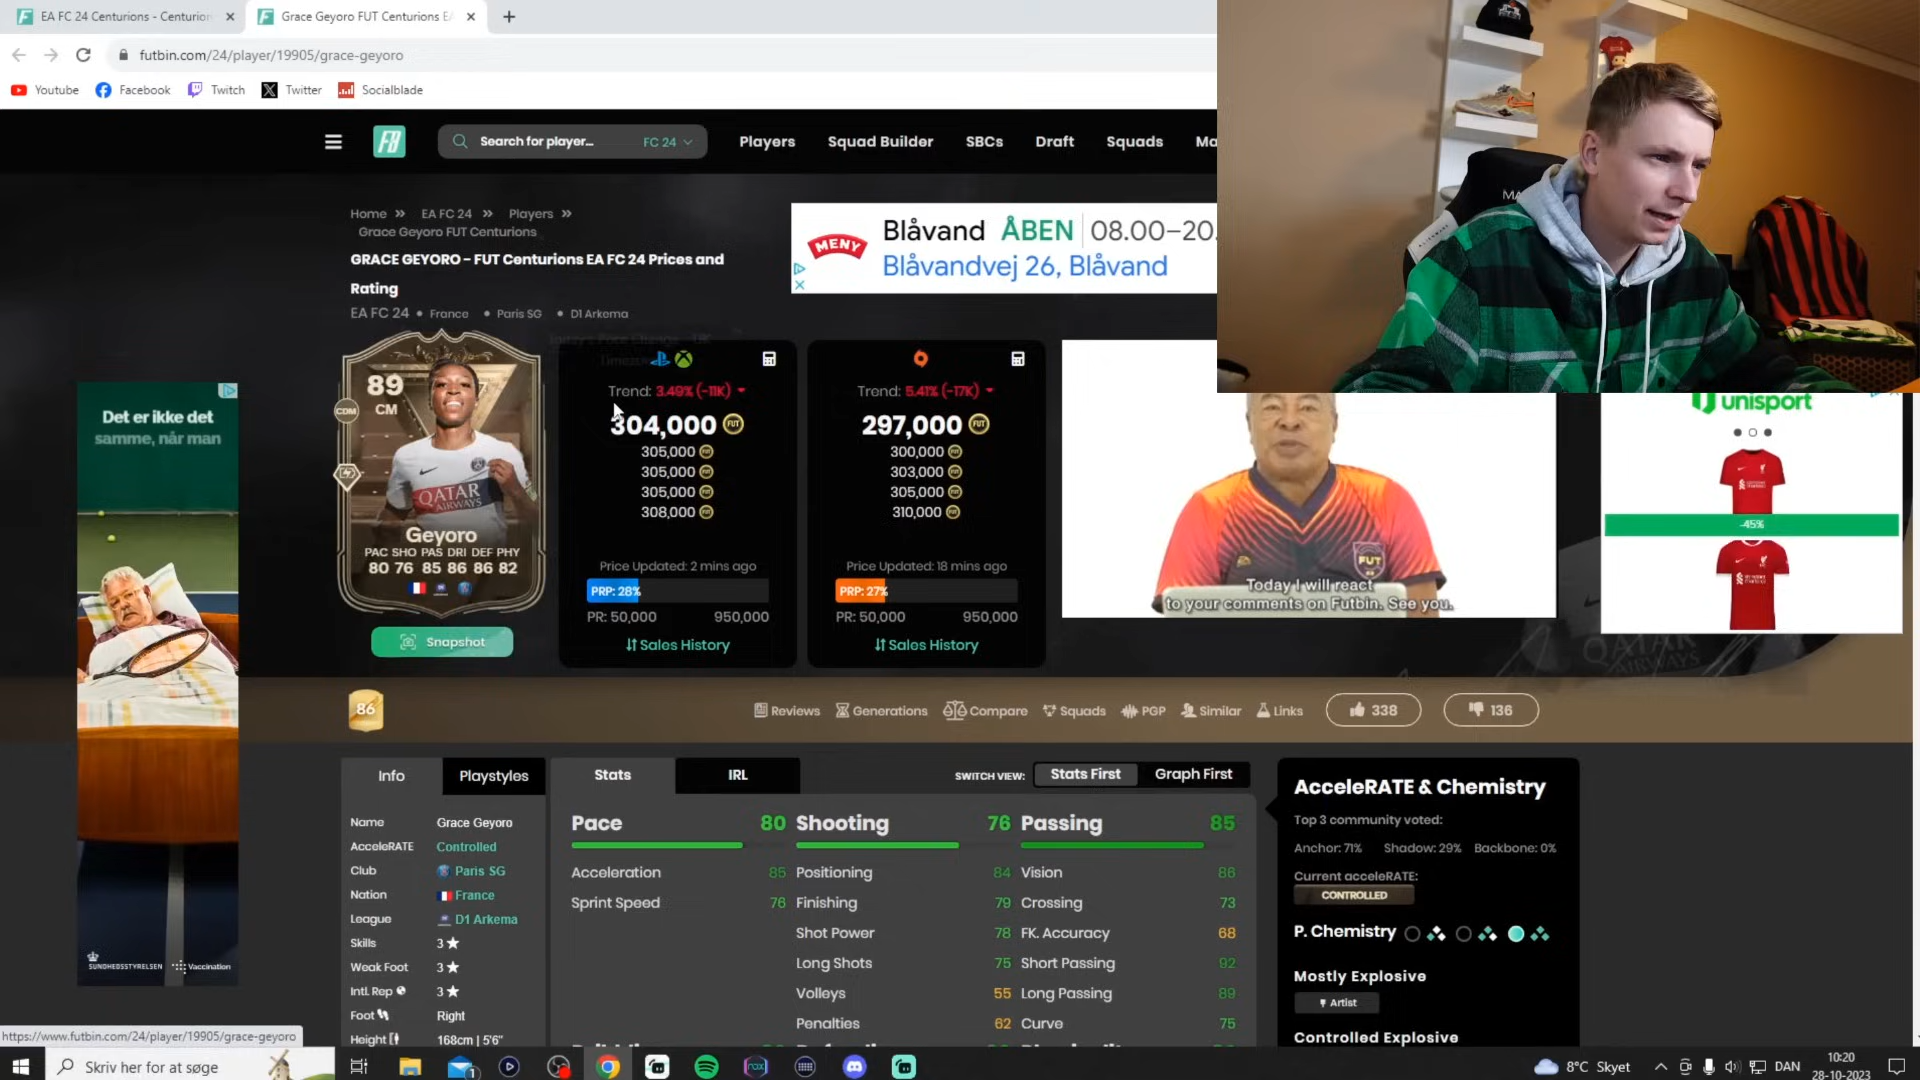 EA FC 24 Centurions - Centurion
Grace Geyoro FUT Centurions EA
futbin.com/24/player/19905/grace-geyoro
Youtube Facebook Twitch Twitter Socialblade
Search for player... FC 24
Players Squad Builder SBCs Draft Squads Ma
Home » EA FC 24 » Players »
Grace Geyoro FUT Centurions
GRACE GEYORO - FUT Centurions EA FC 24 Prices and
Rating
EA FC 24 • France • Paris SG • D1 Arkema
MENY
Blåvand ÅBEN 08.00–20.
Blåvandvej 26, Blåvand
89
CM
CDM
QATAR
AIRWAYS
Geyoro
PAC SHO PAS DRI DEF PHY
80 76 85 86 86 82
Snapshot
Trend: 3.49% (-11K)
304,000
305,000
305,000
305,000
308,000
Price Updated: 2 mins ago
PRP: 28%
PR: 50,000 950,000
Sales History
Trend: 5.41% (-17K)
297,000
300,000
303,000
305,000
310,000
Price Updated: 18 mins ago
PRP: 27%
PR: 50,000 950,000
Sales History
FUT
Today I will react
to your comments on Futbin. See you.
unisport
-45%
Det er ikke det
samme, når man
SUNDHEDSSTYRELSEN Vaccination
86
Reviews Generations Compare Squads PGP Similar Links 338 136
Info Playstyles
Name Grace Geyoro
AcceleRATE Controlled
Club Paris SG
Nation France
League D1 Arkema
Skills 3
Weak Foot 3
Intl. Rep 3
Foot Right
Height 168cm | 5'6"
Stats IRL
SWITCH VIEW: Stats First Graph First
Pace 80
Acceleration 85
Sprint Speed 76
Shooting 76
Positioning 84
Finishing 79
Shot Power 78
Long Shots 75
Volleys 55
Penalties 62
Passing 85
Vision 86
Crossing 73
FK. Accuracy 68
Short Passing 92
Long Passing 89
Curve 75
AcceleRATE & Chemistry
Top 3 community voted:
Anchor: 71% Shadow: 29% Backbone: 0%
Current acceleRATE:
CONTROLLED
P. Chemistry
Mostly Explosive
Artist
Controlled Explosive
https://www.futbin.com/24/player/19905/grace-geyoro
Skriv her for at søge
8°C Skyet
DAN
10:20
28-10-2023